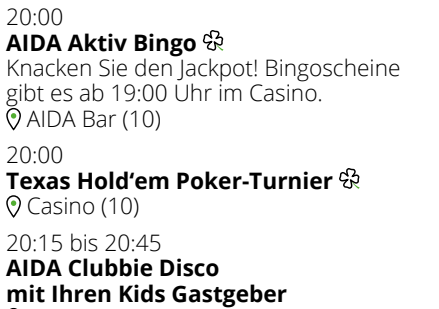 20:00
AIDA Aktiv Bingo
Knacken Sie den Jackpot! Bingoscheine
gibt es ab 19:00 Uhr im Casino.
AIDA Bar (10)
20:00
Texas Hold‘em Poker-Turnier
Casino (10)
20:15 bis 20:45
AIDA Clubbie Disco
mit Ihren Kids Gastgeber